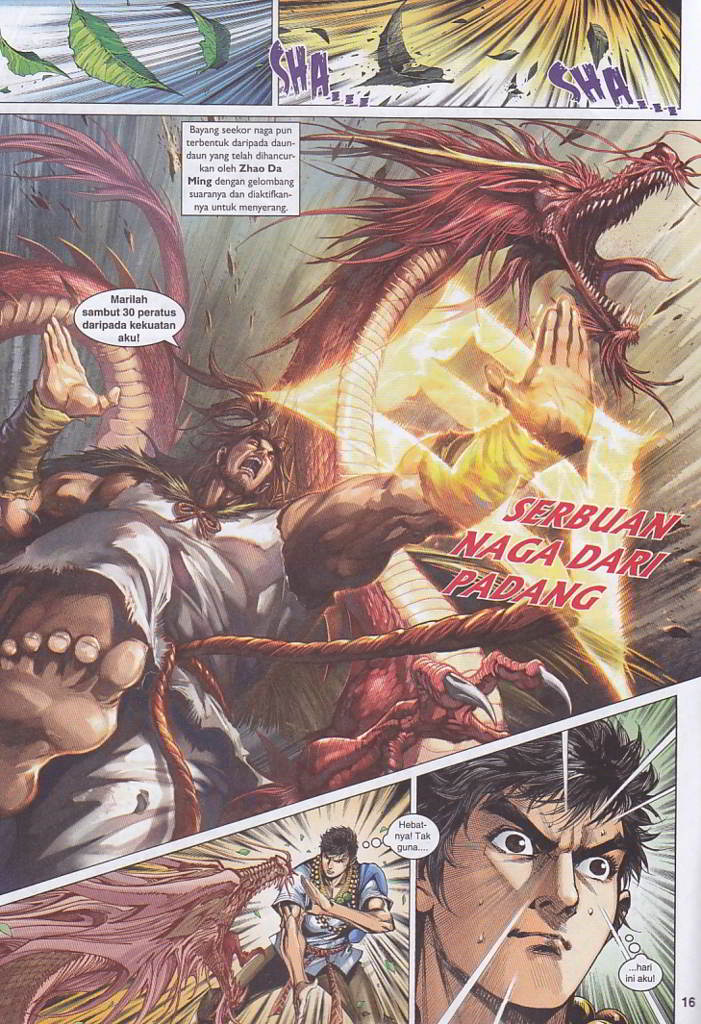 SHA...
SHA...
Bayang seekor naga pun
terbentuk daripada daun-
daun yang telah dihancur-
kan oleh Zhao Da
Ming dengan gelombang
suaranya dan diaktifkan-
nya untuk menyerang.
Marilah
sambut 30 peratus
daripada kekuatan
aku!
SERBUAN
NAGA DARI
PADANG
Hebat-
nya! Tak
guna....
...hari
ini aku!
16